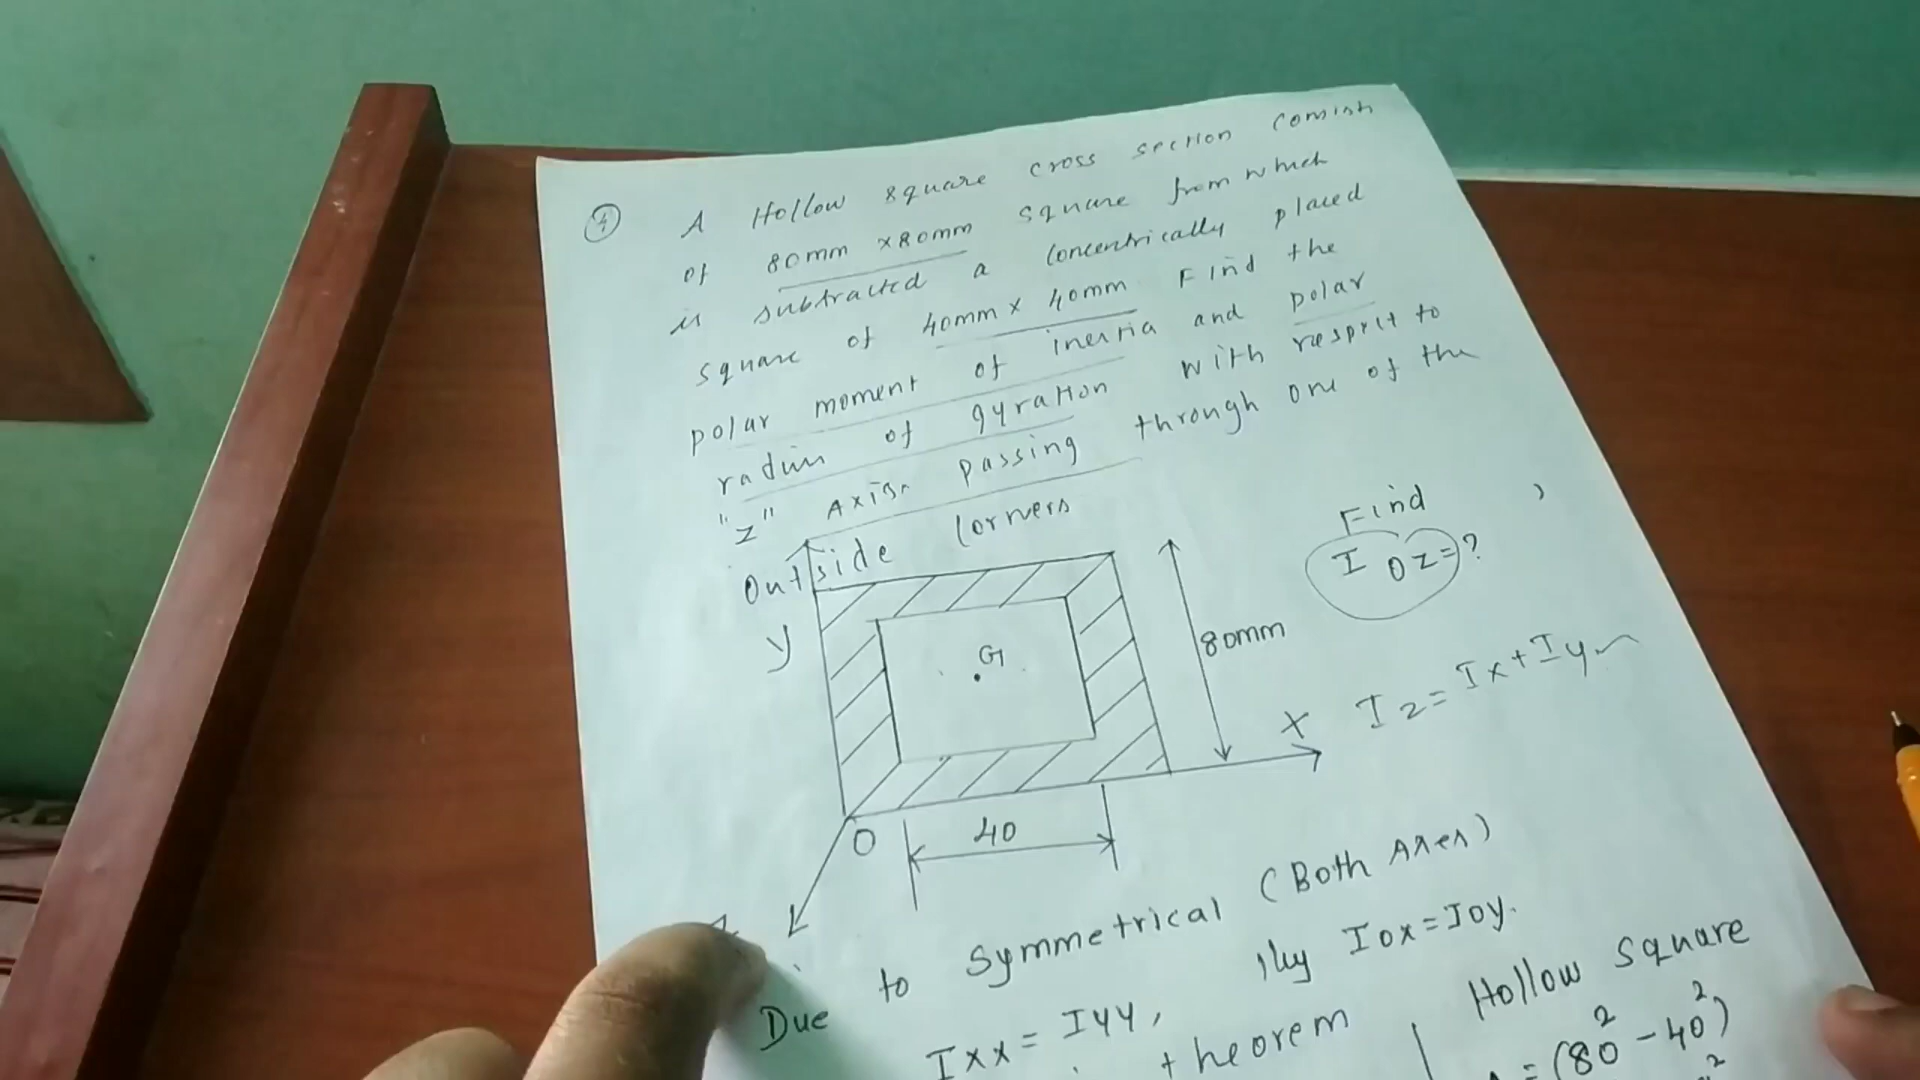 4 A Hollow square cross section consists
of 80mm x 80mm square from which
is subtracted a concentrically placed
square of 40mm x 40mm Find the
polar moment of inertia and polar
radius of gyration with respect to
"Z" Axis, passing through one of the
Outside corners
Find
I OZ=?
y
G
80mm
X
Iz=Ix+Iy
O
40
Due to Symmetrical (Both Axes)
Ixx = Iyy, |lly Iox=Ioy.
theorem
Hollow square
= (80² - 40²)